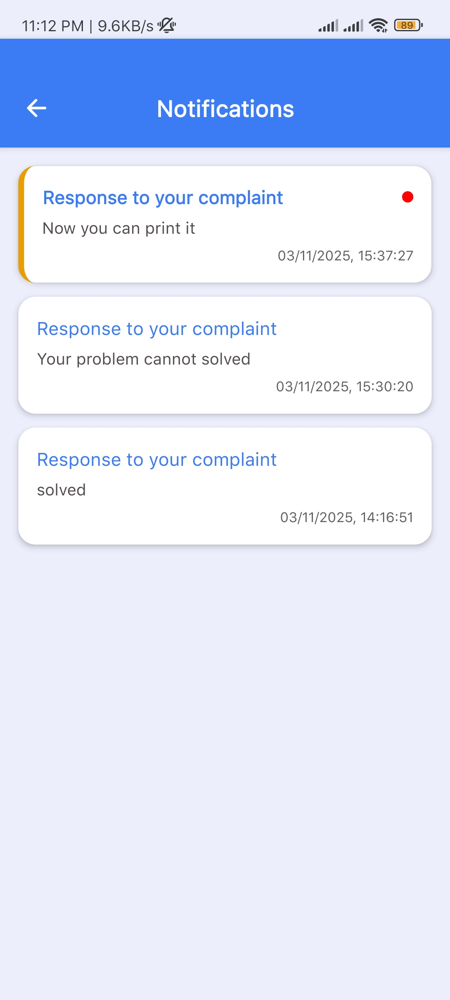 11:12 PM | 9.6KB/s
89
Notifications
Response to your complaint
Now you can print it
03/11/2025, 15:37:27
Response to your complaint
Your problem cannot solved
03/11/2025, 15:30:20
Response to your complaint
solved
03/11/2025, 14:16:51